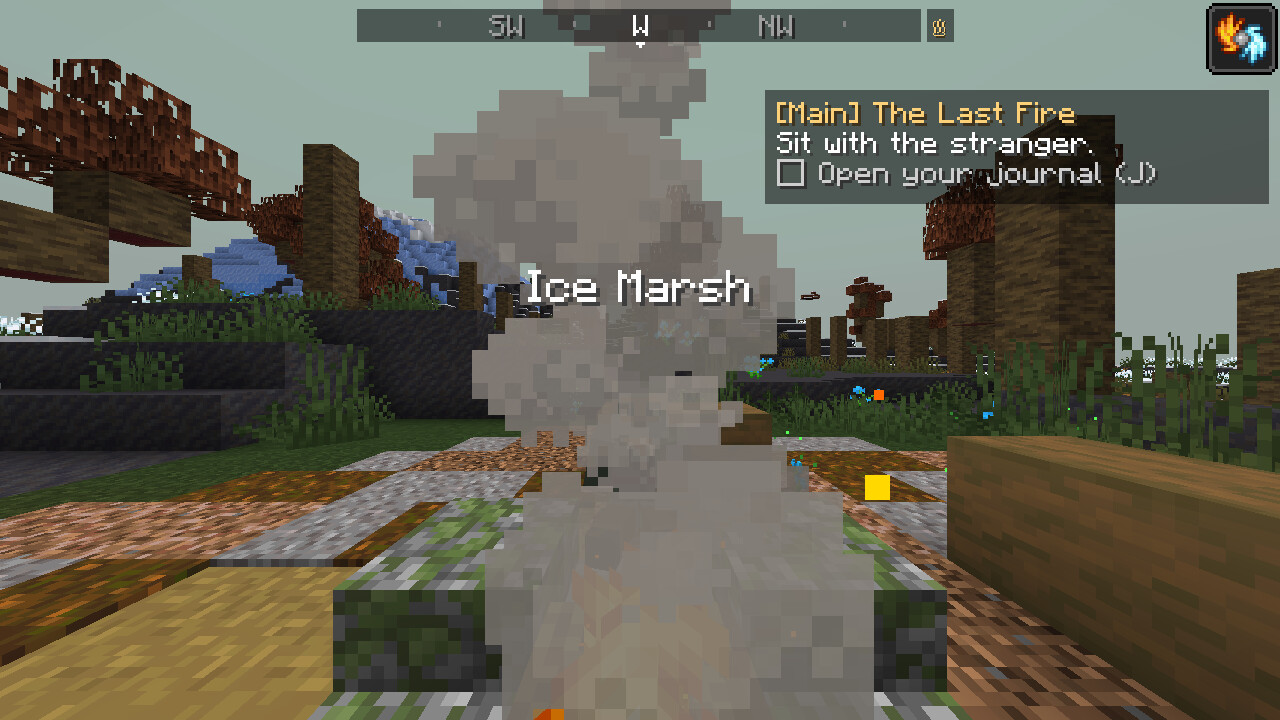 SW W NW
[Main] The Last Fire
Sit with the stranger.
Open your journal (J)
Ice Marsh